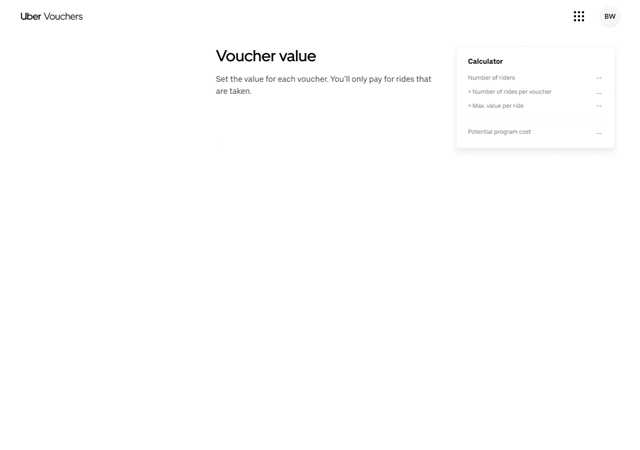 Uber Vouchers
BW
Voucher value
Set the value for each voucher. You'll only pay for rides that
are taken.
Calculator
Number of riders --
× Number of rides per voucher --
× Max. value per ride --
Potential program cost --